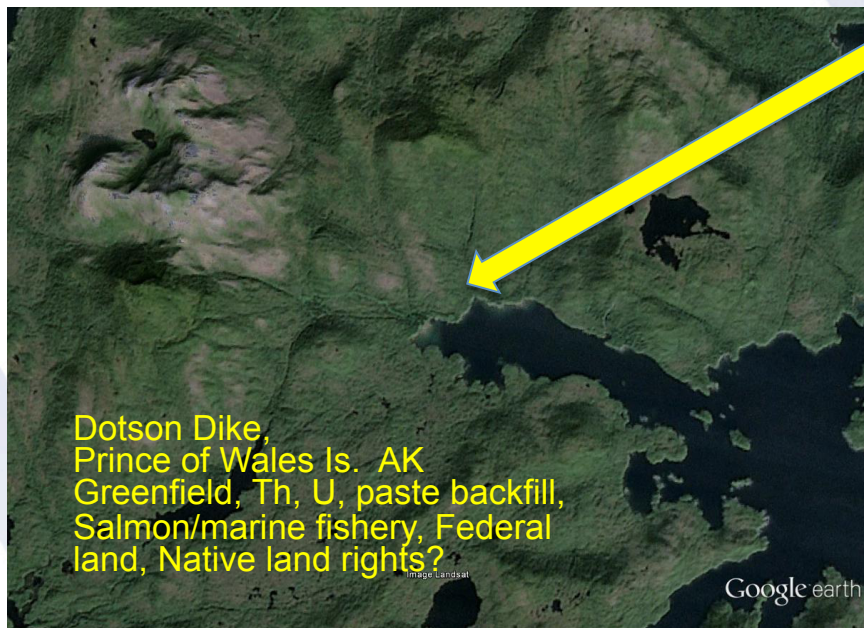 Dotson Dike,
Prince of Wales Is. AK
Greenfield, Th, U, paste backfill,
Salmon/marine fishery, Federal
land, Native land rights?
Image Landsat
Google earth